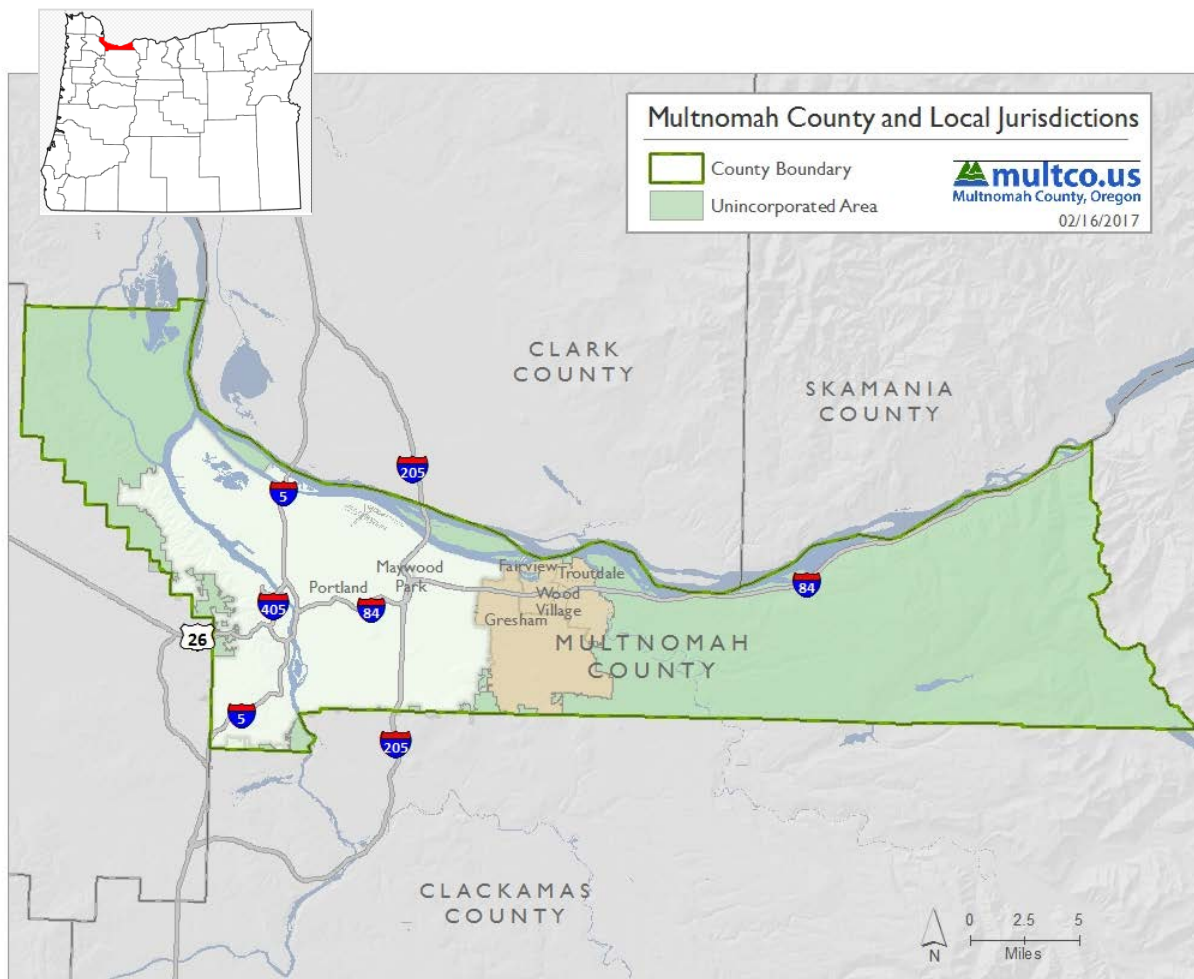 Multnomah County and Local Jurisdictions
County Boundary
Unincorporated Area
multco.us
Multnomah County, Oregon
02/16/2017
CLARK
COUNTY
SKAMANIA
COUNTY
205
5
Fairview
Troutdale
Maywood
Park
Portland
84
84
405
Wood
Village
Gresham
26
MULTNOMAH
COUNTY
5
205
CLACKAMAS
COUNTY
N
0 2.5 5
Miles